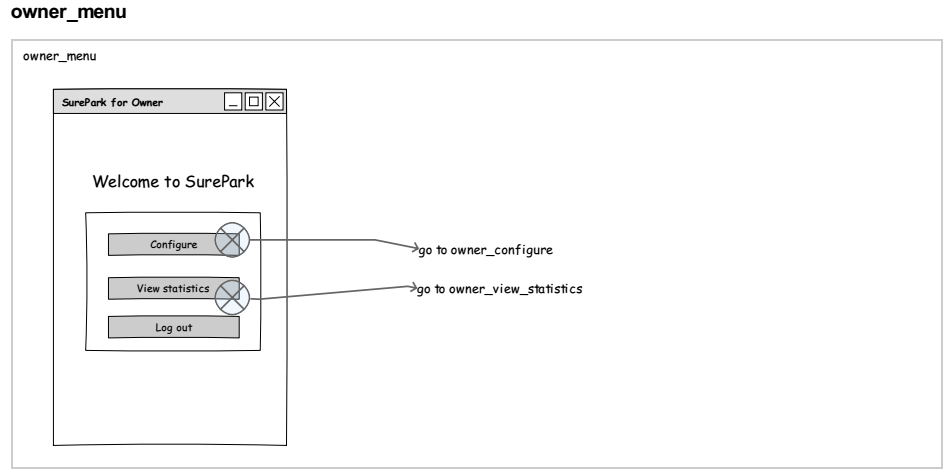 owner_menu
owner_menu
SurePark for Owner
Welcome to SurePark
Configure
go to owner_configure
View statistics
go to owner_view_statistics
Log out